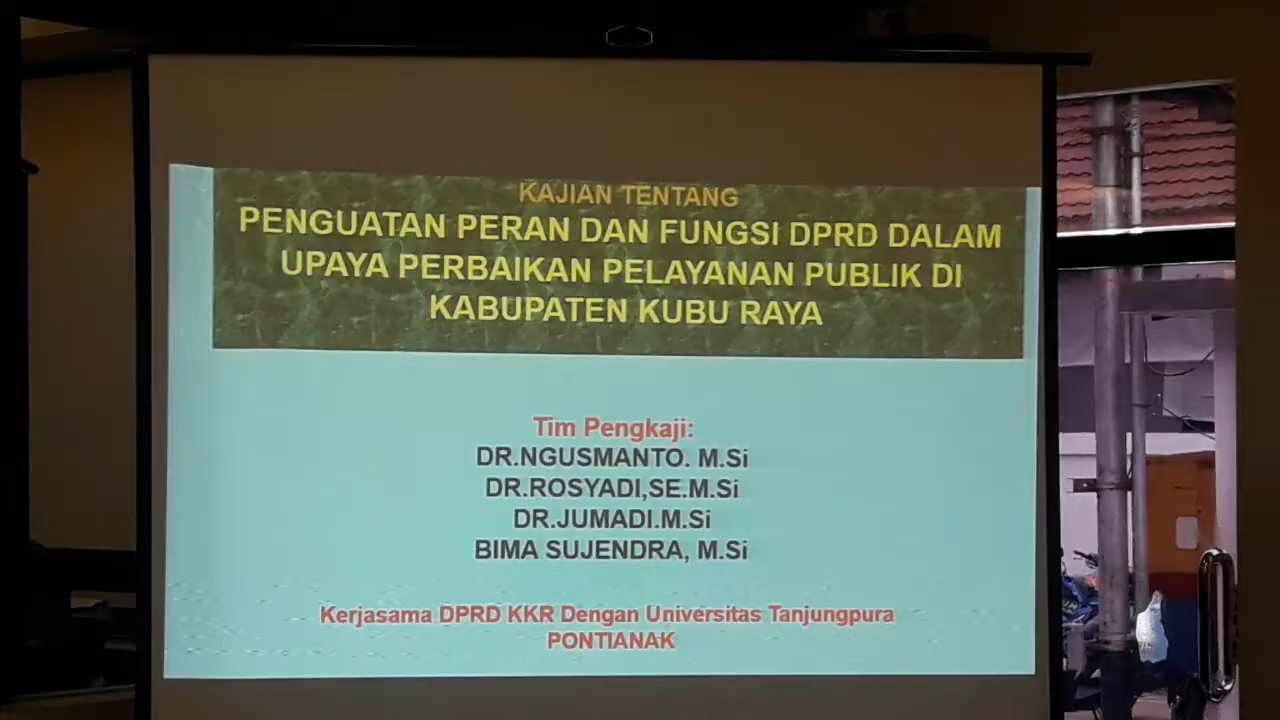 KAJIAN TENTANG
PENGUATAN PERAN DAN FUNGSI DPRD DALAM
UPAYA PERBAIKAN PELAYANAN PUBLIK DI
KABUPATEN KUBU RAYA
Tim Pengkaji:
DR.NGUSMANTO. M.Si
DR.ROSYADI,SE.M.Si
DR.JUMADI.M.Si
BIMA SUJENDRA, M.Si
Kerjasama DPRD KKR Dengan Universitas Tanjungpura
PONTIANAK